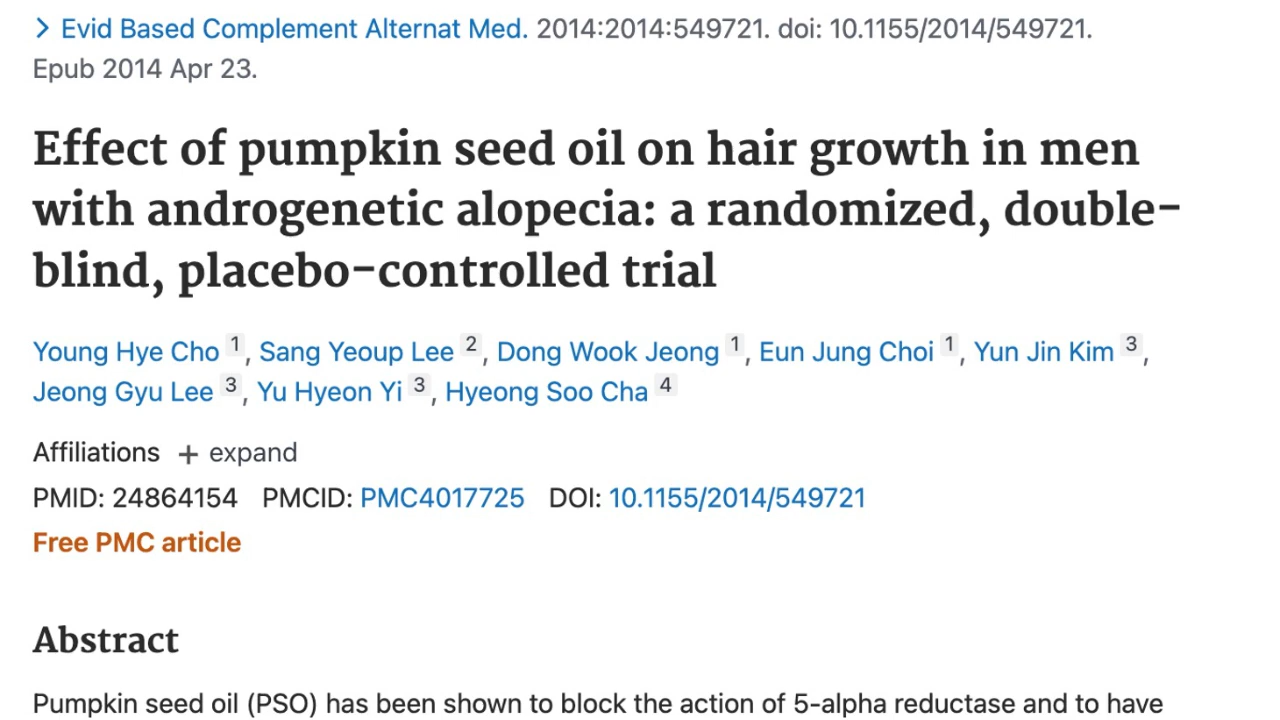 > Evid Based Complement Alternat Med. 2014:2014:549721. doi: 10.1155/2014/549721.
Epub 2014 Apr 23.
Effect of pumpkin seed oil on hair growth in men
with androgenetic alopecia: a randomized, double-
blind, placebo-controlled trial
Young Hye Cho 1, Sang Yeoup Lee 2, Dong Wook Jeong 1, Eun Jung Choi 1, Yun Jin Kim 3,
Jeong Gyu Lee 3, Yu Hyeon Yi 3, Hyeong Soo Cha 4
Affiliations + expand
PMID: 24864154 PMCID: PMC4017725 DOI: 10.1155/2014/549721
Free PMC article
Abstract
Pumpkin seed oil (PSO) has been shown to block the action of 5-alpha reductase and to have